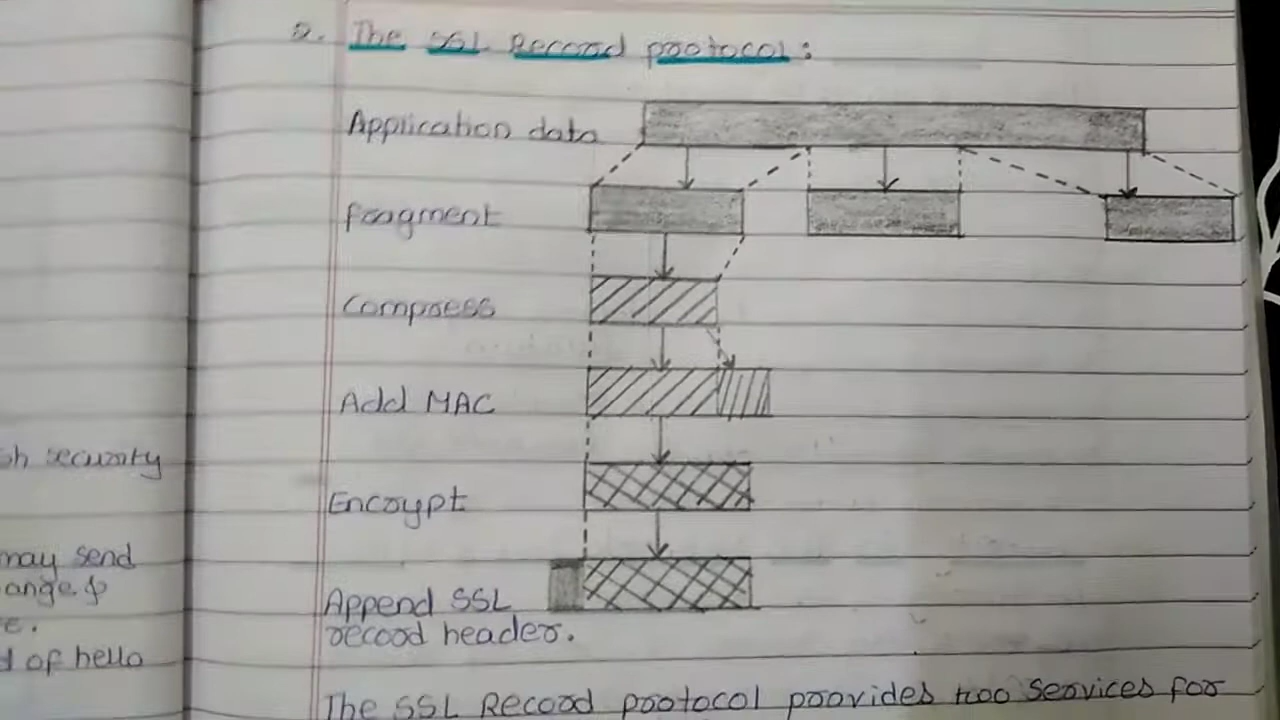 2. The SSL Record protocol:
Application data
fragment
compress
Add MAC
Encrypt
Append SSL
record header.
The SSL Record protocol provides two services for
sh security
may send
ange &
e.
d of hello